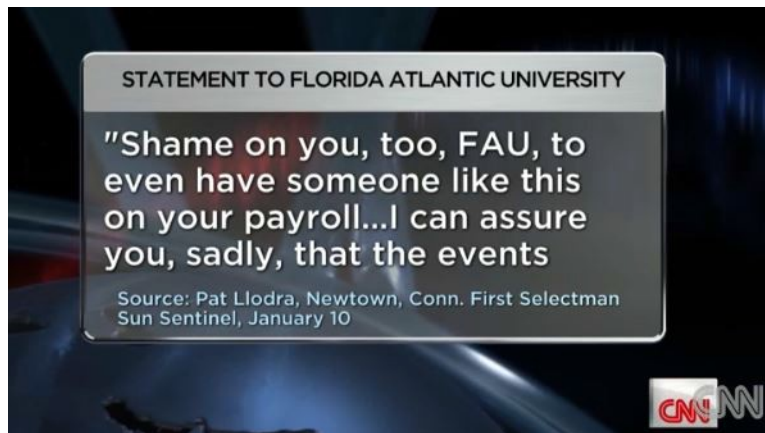 STATEMENT TO FLORIDA ATLANTIC UNIVERSITY
"Shame on you, too, FAU, to
even have someone like this
on your payroll...I can assure
you, sadly, that the events
Source: Pat Llodra, Newtown, Conn. First Selectman
Sun Sentinel, January 10
CNN CNN